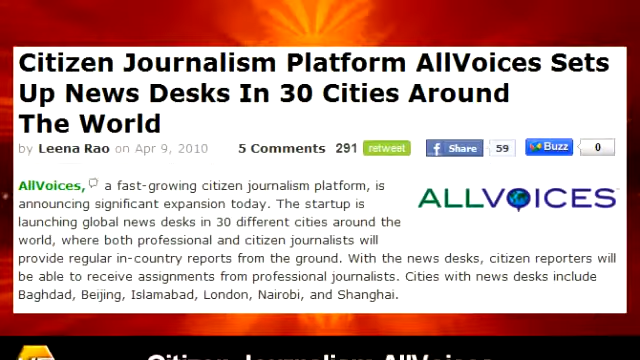 Citizen Journalism Platform AllVoices Sets
Up News Desks In 30 Cities Around
The World
by Leena Rao on Apr 9, 2010 5 Comments 291 retweet Share 59 Buzz 0
AllVoices, a fast-growing citizen journalism platform, is
announcing significant expansion today. The startup is
launching global news desks in 30 different cities around the
world, where both professional and citizen journalists will
provide regular in-country reports from the ground. With the news desks, citizen reporters will
be able to receive assignments from professional journalists. Cities with news desks include
Baghdad, Beijing, Islamabad, London, Nairobi, and Shanghai.
ALLVOICES
Citizen Journalism AllVoices